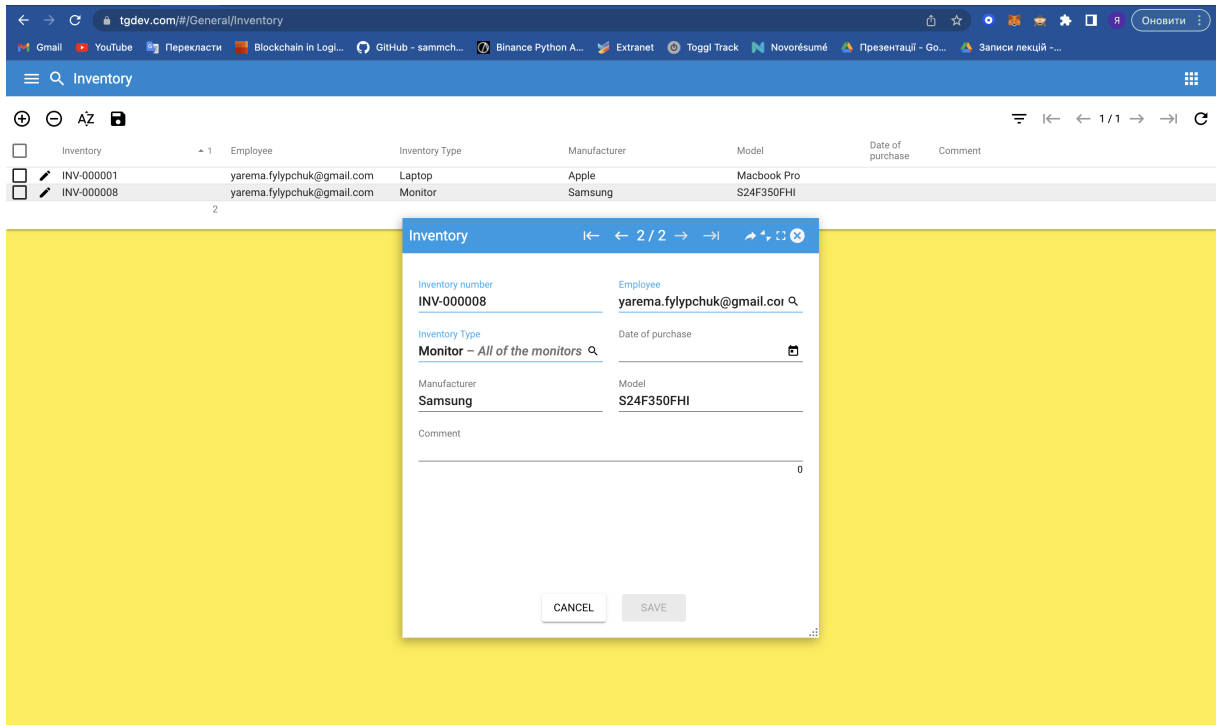 tgdev.com/#/General/Inventory
Я
Оновити
Gmail YouTube Перекласти Blockchain in Logi... GitHub - sammch... Binance Python A... Extranet Toggl Track Novorésumé Презентації – Go... Записи лекцій -...
Inventory
AZ
1 / 1
Inventory 1 Employee Inventory Type Manufacturer Model Date of purchase Comment
INV-000001 yarema.fylypchuk@gmail.com Laptop Apple Macbook Pro
INV-000008 yarema.fylypchuk@gmail.com Monitor Samsung S24F350FHI
2
Inventory 2 / 2
Inventory number Employee
INV-000008 yarema.fylypchuk@gmail.cor
Inventory Type Date of purchase
Monitor – All of the monitors
Manufacturer Model
Samsung S24F350FHI
Comment
0
CANCEL SAVE